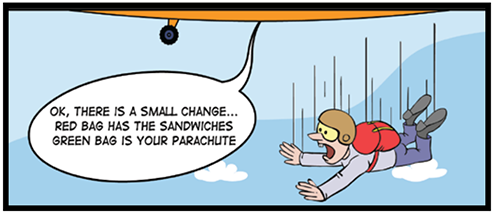 OK, THERE IS A SMALL CHANGE...
RED BAG HAS THE SANDWICHES
GREEN BAG IS YOUR PARACHUTE